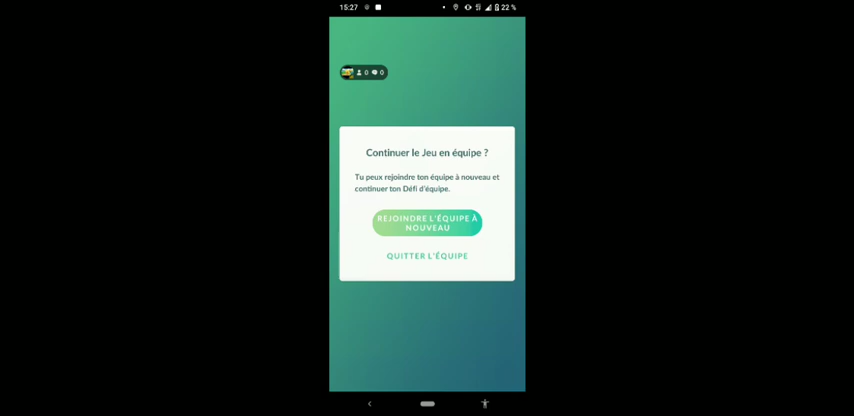 15:27 22 %
0 0
Continuer le Jeu en équipe ?
Tu peux rejoindre ton équipe à nouveau et
continuer ton Défi d'équipe.
REJOINDRE L'ÉQUIPE À
NOUVEAU
QUITTER L'ÉQUIPE